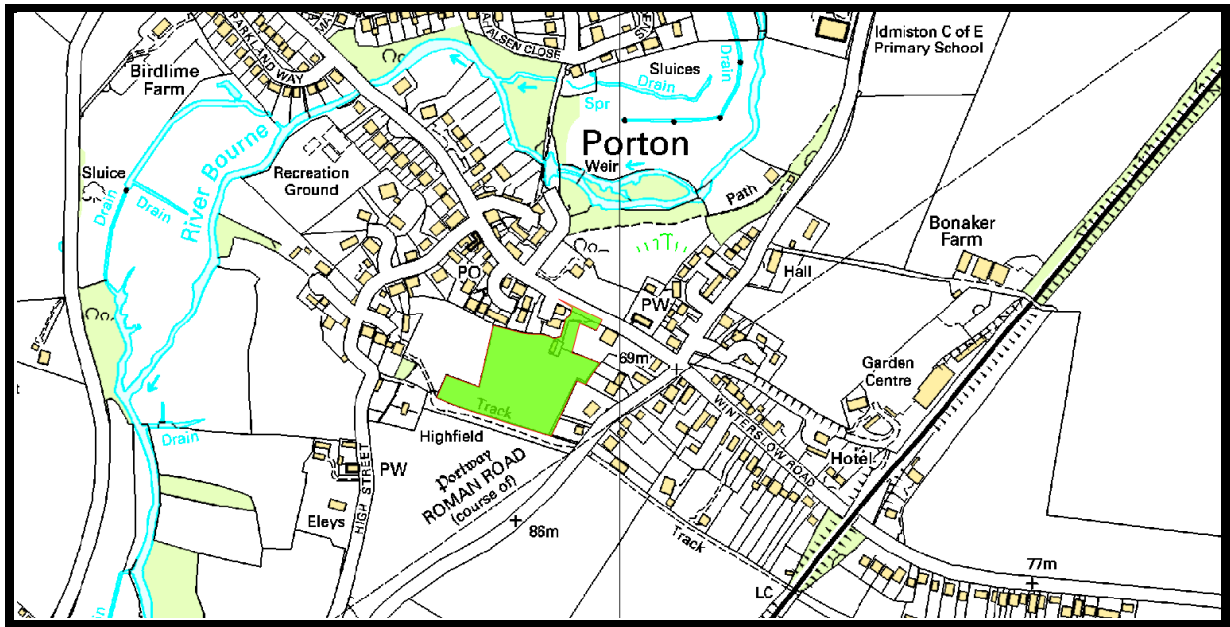 PARKLAND WAY
ALSEN CLOSE
Idmiston C of E
Primary School
Birdlime
Farm
Sluices
Drain
Drain
Spr
Porton
Weir
Sluice
Drain
Drain
River Bourne
Recreation
Ground
Path
Bonaker
Farm
Hall
PO
PW
69m
Garden
Centre
Track
Highfield
Drain
PW
HIGH STREET
Eleys
Portway
ROMAN ROAD
(course of)
86m
WINTERSLOW ROAD
Hotel
Track
77m
LC
Drain